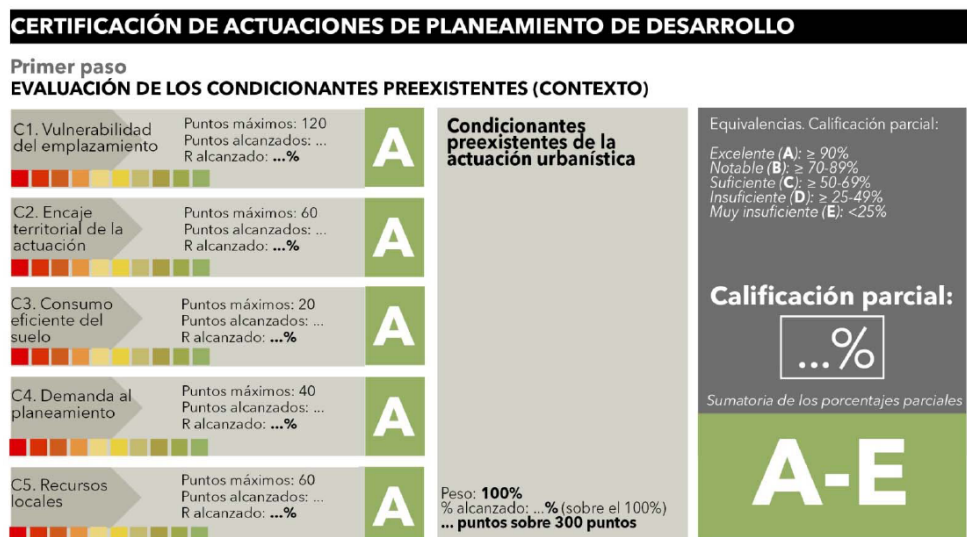 CERTIFICACIÓN DE ACTUACIONES DE PLANEAMIENTO DE DESARROLLO
Primer paso
EVALUACIÓN DE LOS CONDICIONANTES PREEXISTENTES (CONTEXTO)
C1. Vulnerabilidad
del emplazamiento
Puntos máximos: 120
Puntos alcanzados: ...
R alcanzado: ...%
A
C2. Encaje
territorial de la
actuación
Puntos máximos: 60
Puntos alcanzados: ...
R alcanzado: ...%
A
C3. Consumo
eficiente del
suelo
Puntos máximos: 20
Puntos alcanzados: ...
R alcanzado: ...%
A
C4. Demanda al
planeamiento
Puntos máximos: 40
Puntos alcanzados: ...
R alcanzado: ...%
A
C5. Recursos
locales
Puntos máximos: 60
Puntos alcanzados: ...
R alcanzado: ...%
A
Condicionantes
preexistentes de la
actuación urbanística
Peso: 100%
% alcanzado: ...% (sobre el 100%)
... puntos sobre 300 puntos
Equivalencias. Calificación parcial:
Excelente (A): ≥ 90%
Notable (B): ≥ 70-89%
Suficiente (C): ≥ 50-69%
Insuficiente (D): ≥ 25-49%
Muy insuficiente (E): <25%
Calificación parcial:
...%
Sumatoria de los porcentajes parciales
A-E